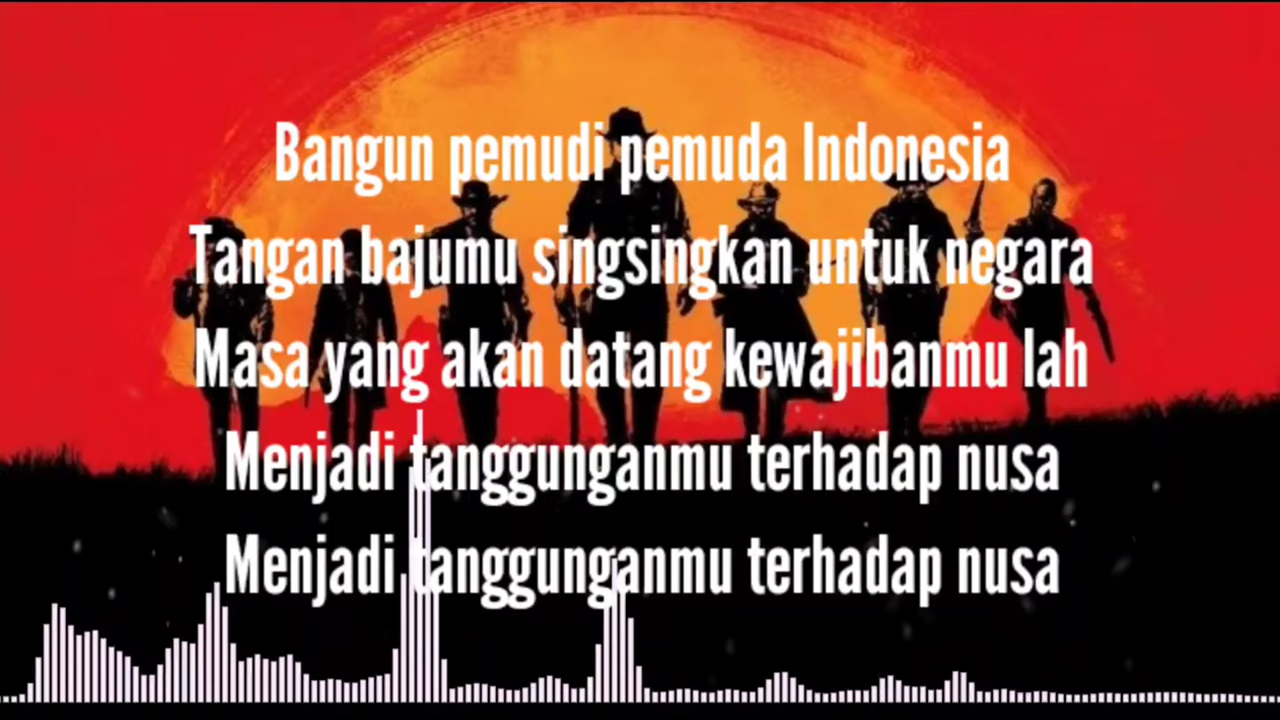 Bangun pemudi pemuda Indonesia
Tangan bajumu singsingkan untuk negara
Masa yang akan datang kewajibanmu lah
Menjadi tanggunganmu terhadap nusa
Menjadi tanggunganmu terhadap nusa